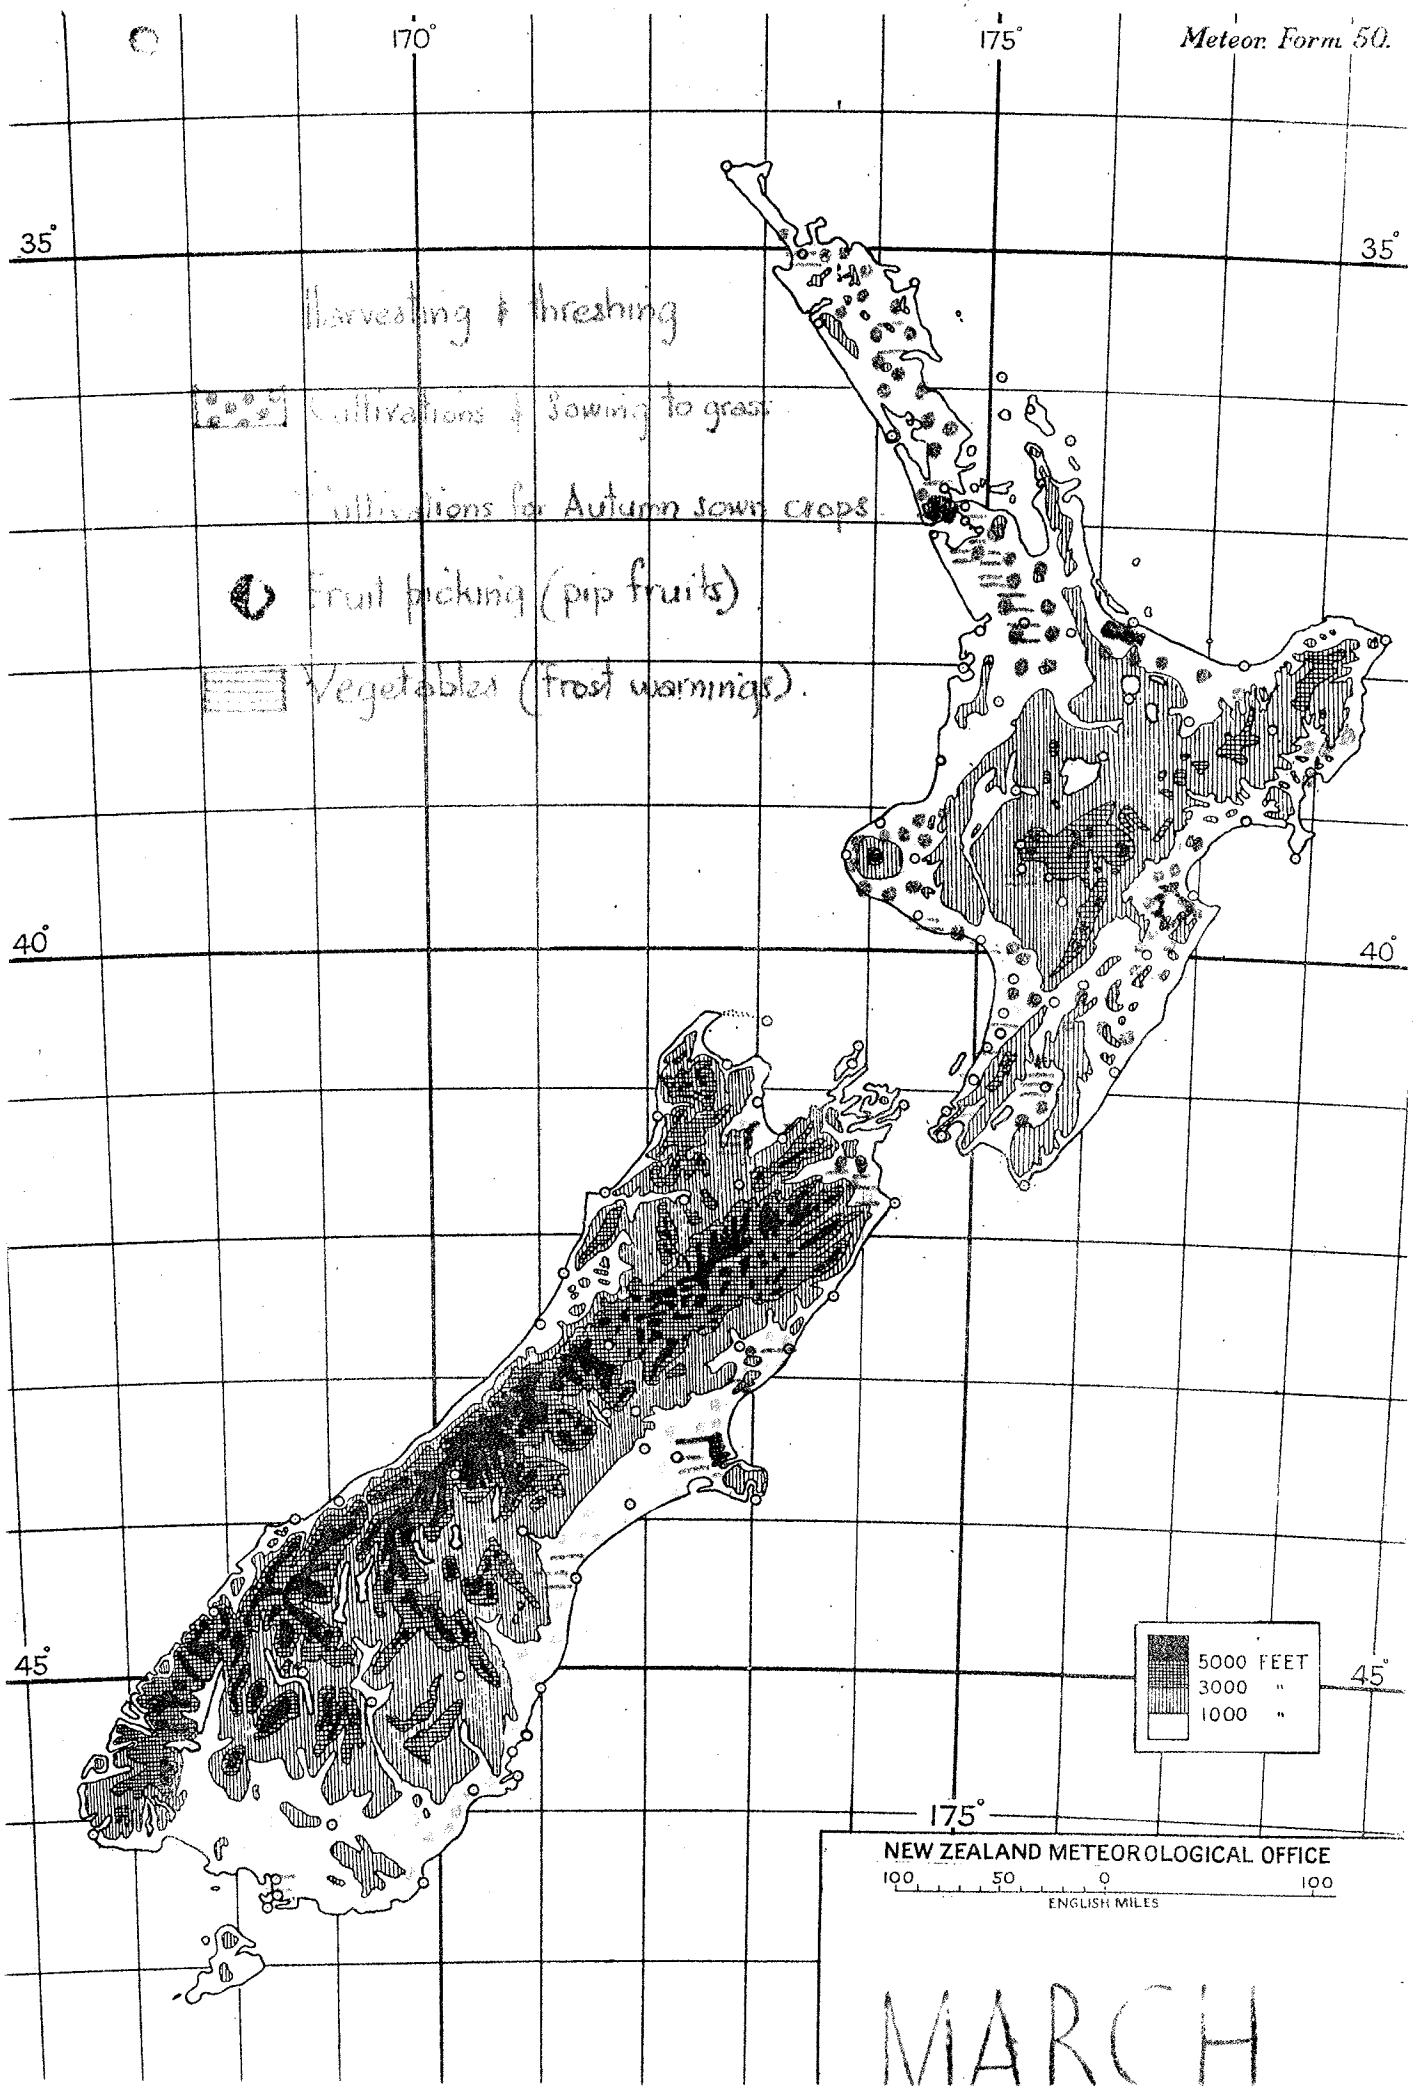 170° 175° Meteor. Form 50.
35° 35°
Harvesting & threshing
Cultivations & Sowing to grass
Cultivations for Autumn sown crops.
Fruit picking (pip fruits)
Vegetables (frost warnings).
40° 40°
5000 FEET
3000 "
1000 "
45° 45°
175°
NEW ZEALAND METEOROLOGICAL OFFICE
100 50 0 100
ENGLISH MILES
MARCH